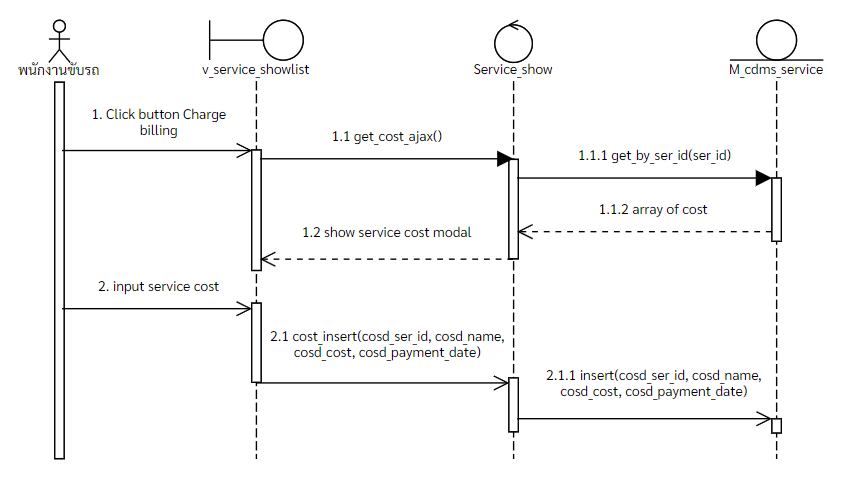 พนักงานขับรถ
v_service_showlist
Service_show
M_cdms_service
1. Click button Charge
billing
1.1 get_cost_ajax()
1.1.1 get_by_ser_id(ser_id)
1.1.2 array of cost
1.2 show service cost modal
2. input service cost
2.1 cost_insert(cosd_ser_id, cosd_name,
cosd_cost, cosd_payment_date)
2.1.1 insert(cosd_ser_id, cosd_name,
cosd_cost, cosd_payment_date)